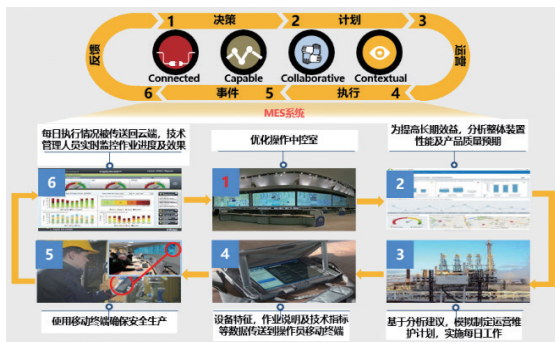 1 决策 2 计划 3
反馈
运营
Connected
Capable
Collaborative
Contextual
6 事件 5 执行 4
MES系统
每日执行情况被传送回云端，技术
管理人员实时监控作业进度及效果
优化操作中控室
为提高长期效益，分析整体装置
性能及产品质量预期
6
1
2
5
4
3
使用移动终端确保安全生产
设备特征，作业说明及技术指标
等数据传送到操作员移动终端
基于分析建议，模拟制定运营维
护计划，实施每日工作